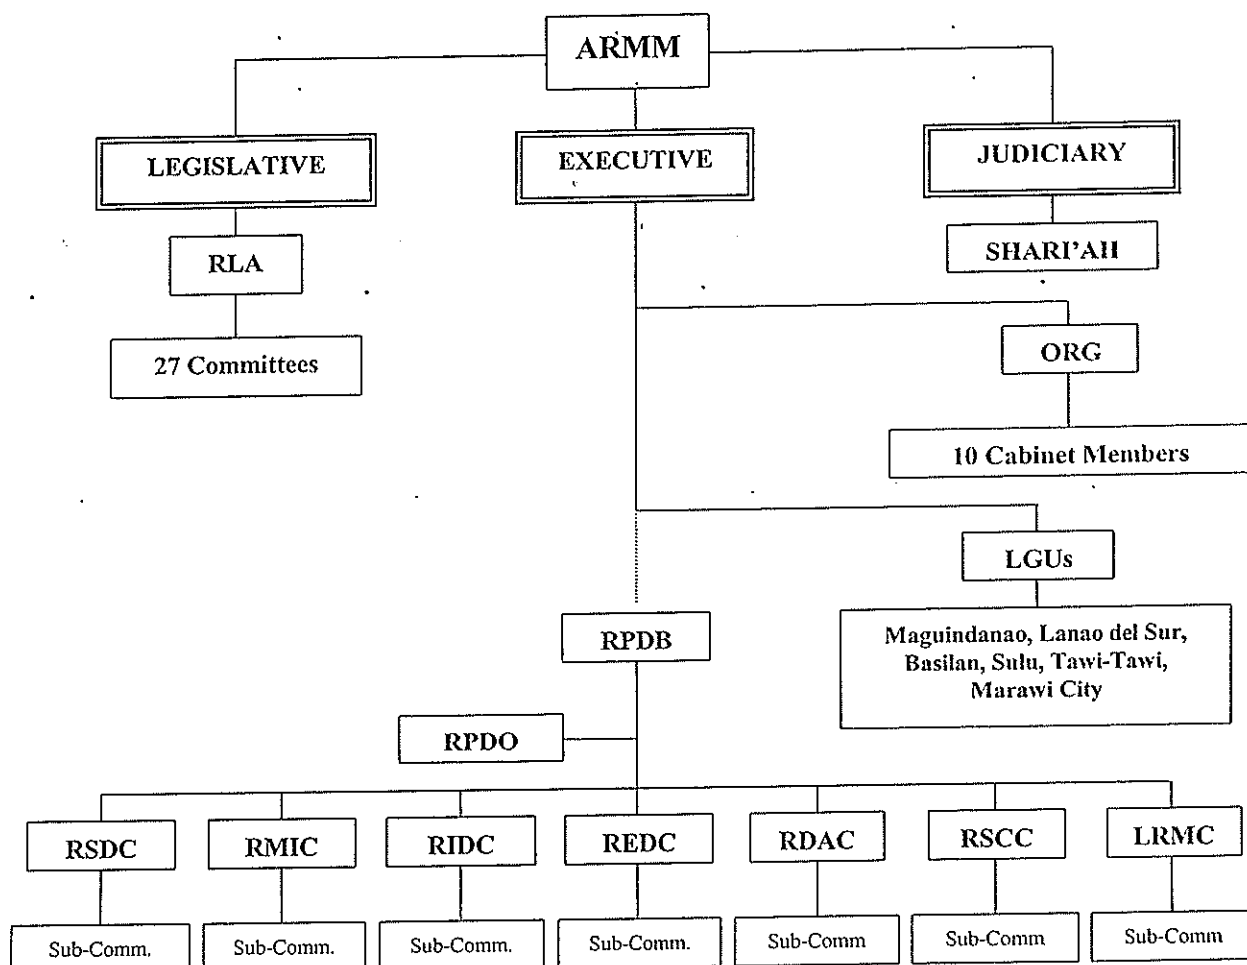 ARMM
LEGISLATIVE
EXECUTIVE
JUDICIARY
RLA
SHARI'AH
27 Committees
ORG
10 Cabinet Members
LGUs
RPDB
Maguindanao, Lanao del Sur,
Basilan, Sulu, Tawi-Tawi,
Marawi City
RPDO
RSDC
RMIC
RIDC
REDC
RDAC
RSCC
LRMC
Sub-Comm.
Sub-Comm.
Sub-Comm.
Sub-Comm.
Sub-Comm
Sub-Comm
Sub-Comm